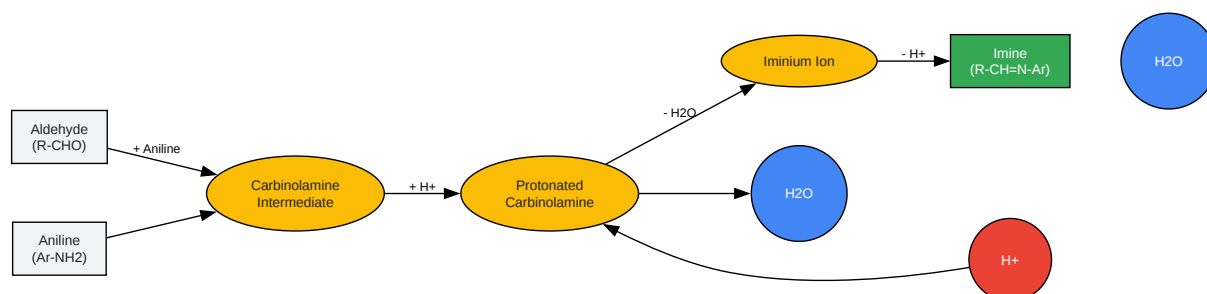 Aldehyde
(R-CHO)
+ Aniline
Aniline
(Ar-NH2)
Carbinolamine
Intermediate
+ H+
Protonated
Carbinolamine
- H2O
Iminium Ion
- H+
Imine
(R-CH=N-Ar)
H2O
H2O
H+